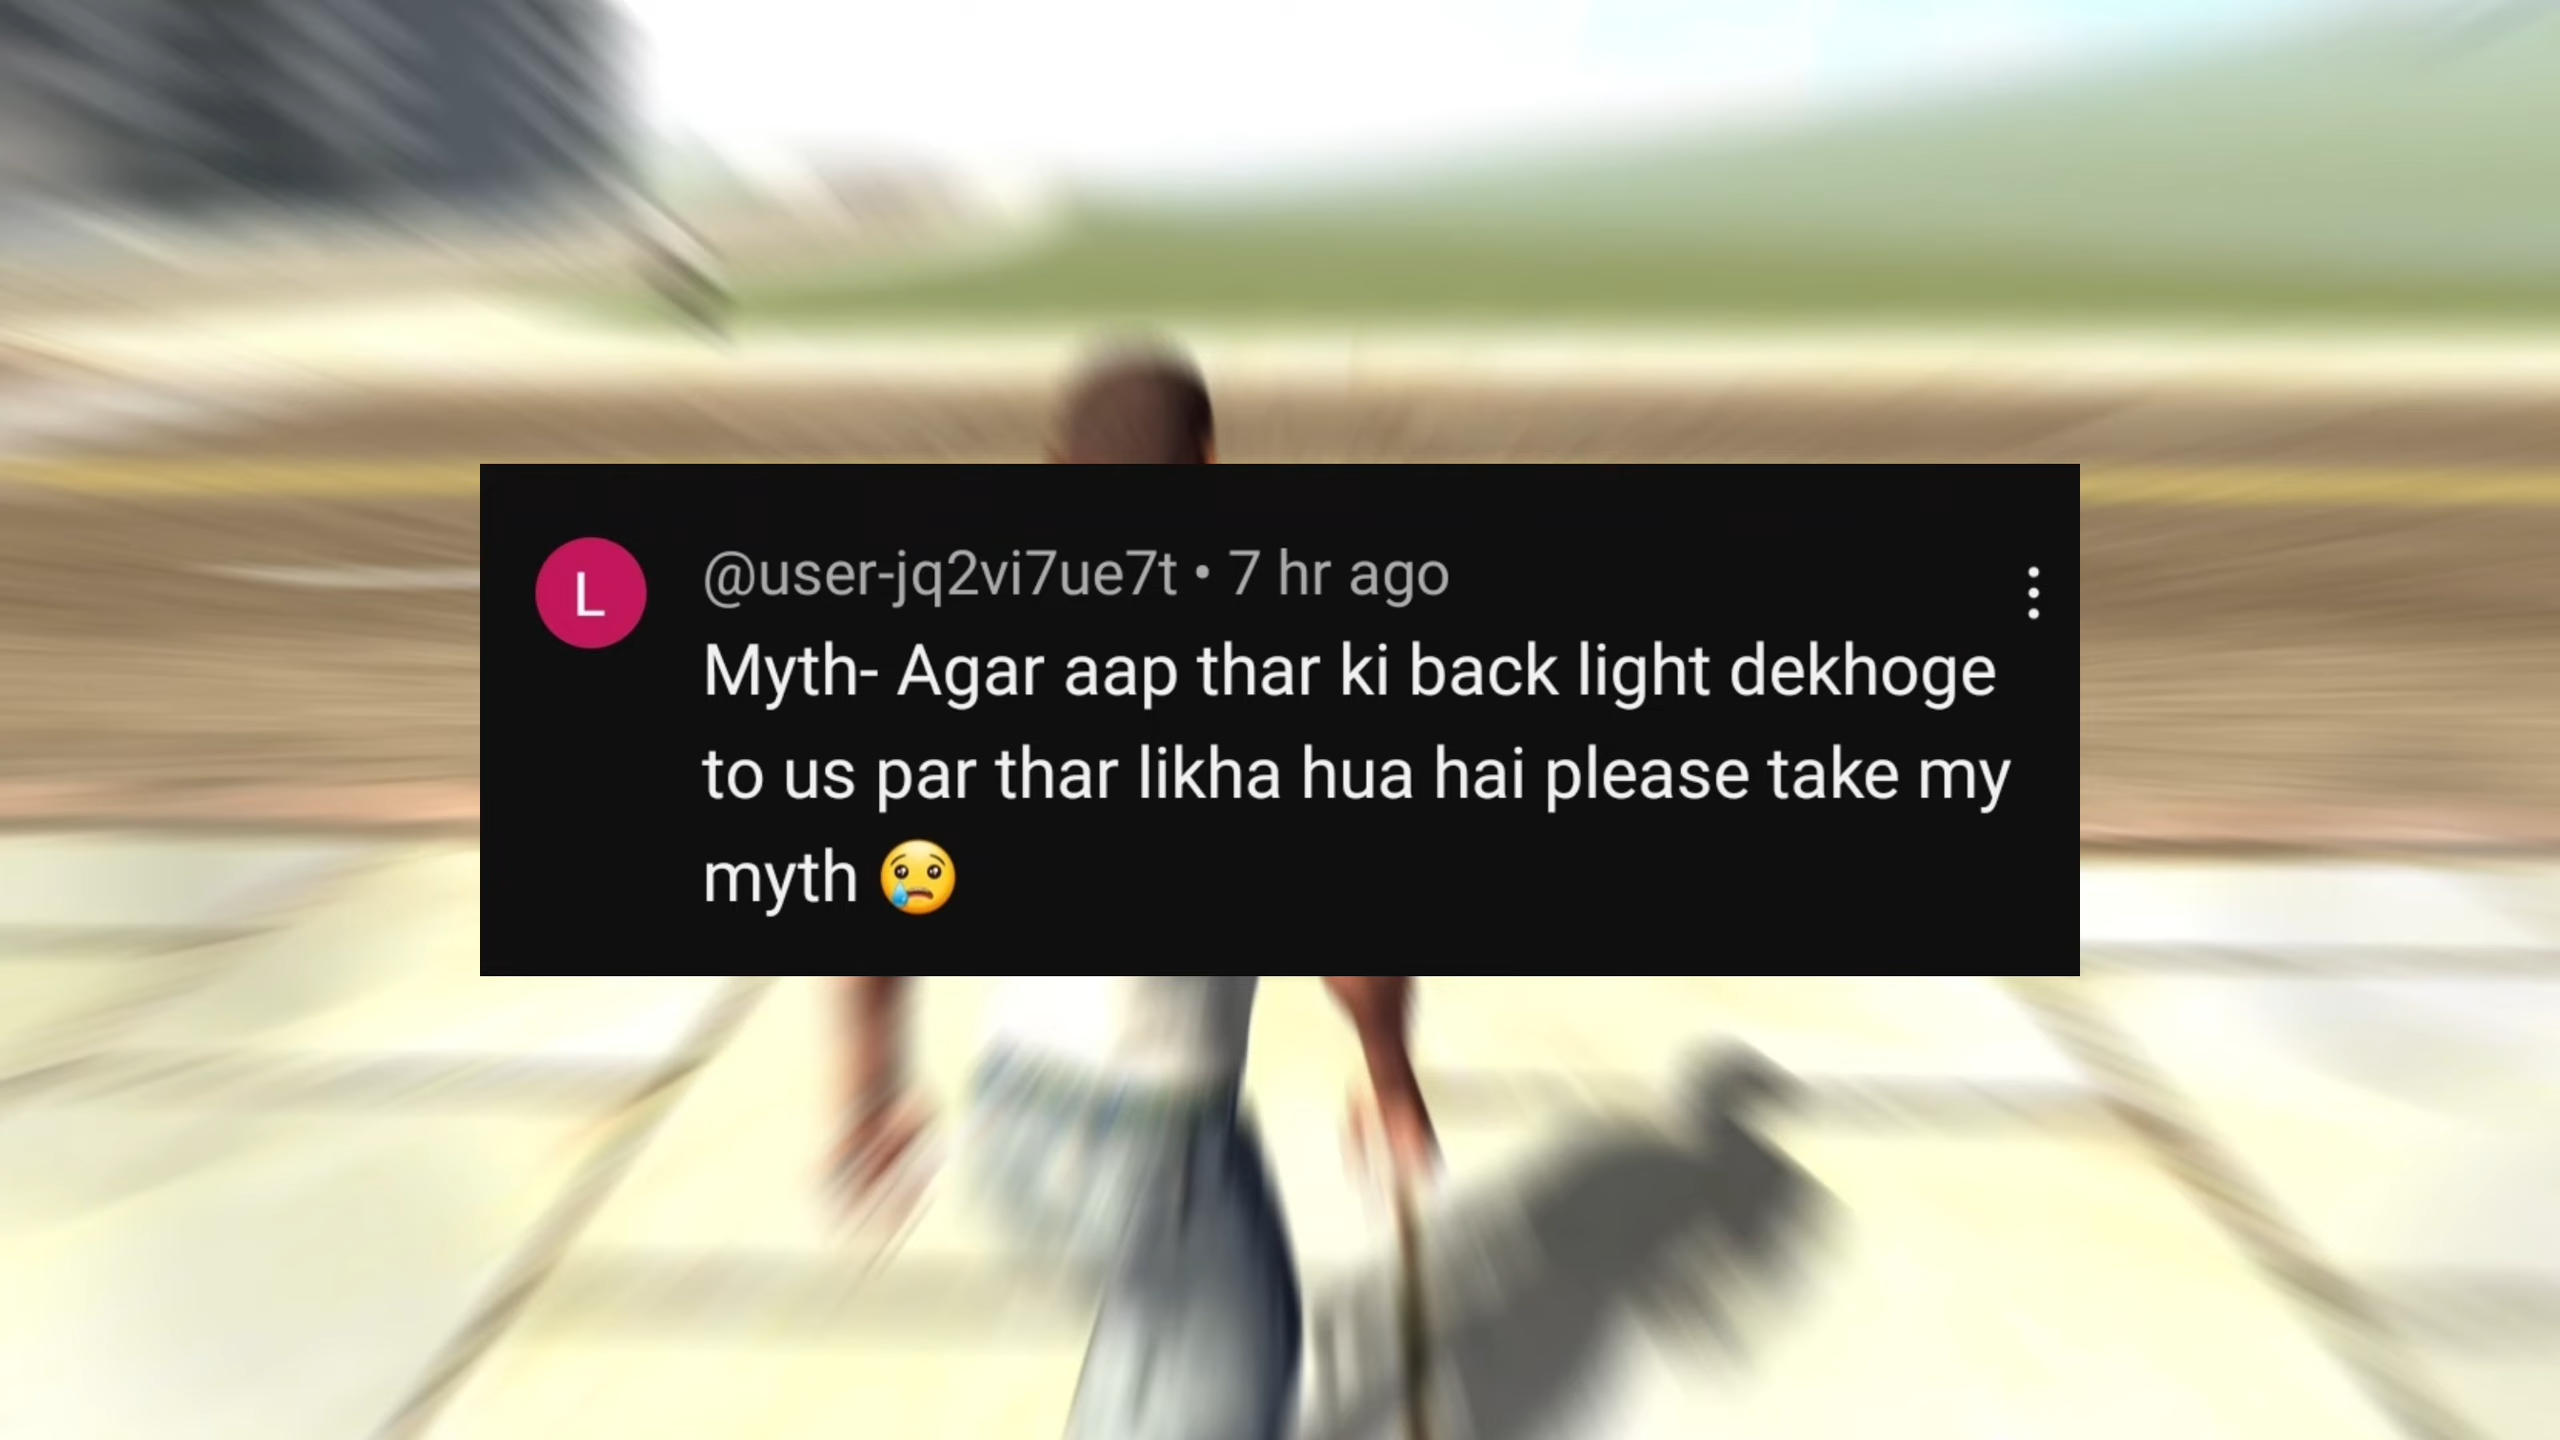 L
@user-jq2vi7ue7t • 7 hr ago
Myth- Agar aap thar ki back light dekhoge
to us par thar likha hua hai please take my
myth 😢